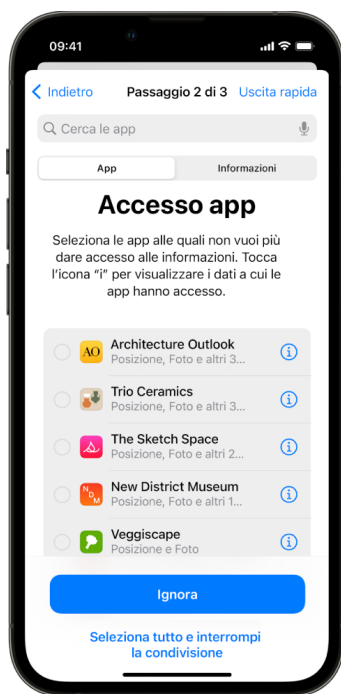 09:41
Indietro Passaggio 2 di 3 Uscita rapida
Cerca le app
App Informazioni
Accesso app
Seleziona le app alle quali non vuoi più
dare accesso alle informazioni. Tocca
l'icona “i” per visualizzare i dati a cui le
app hanno accesso.
AO Architecture Outlook
Posizione, Foto e altri 3...
Trio Ceramics
Posizione, Foto e altri 3...
The Sketch Space
Posizione, Foto e altri 2...
NDM New District Museum
Posizione, Foto e altri 1...
Veggiscape
Posizione e Foto
Ignora
Seleziona tutto e interrompi
la condivisione